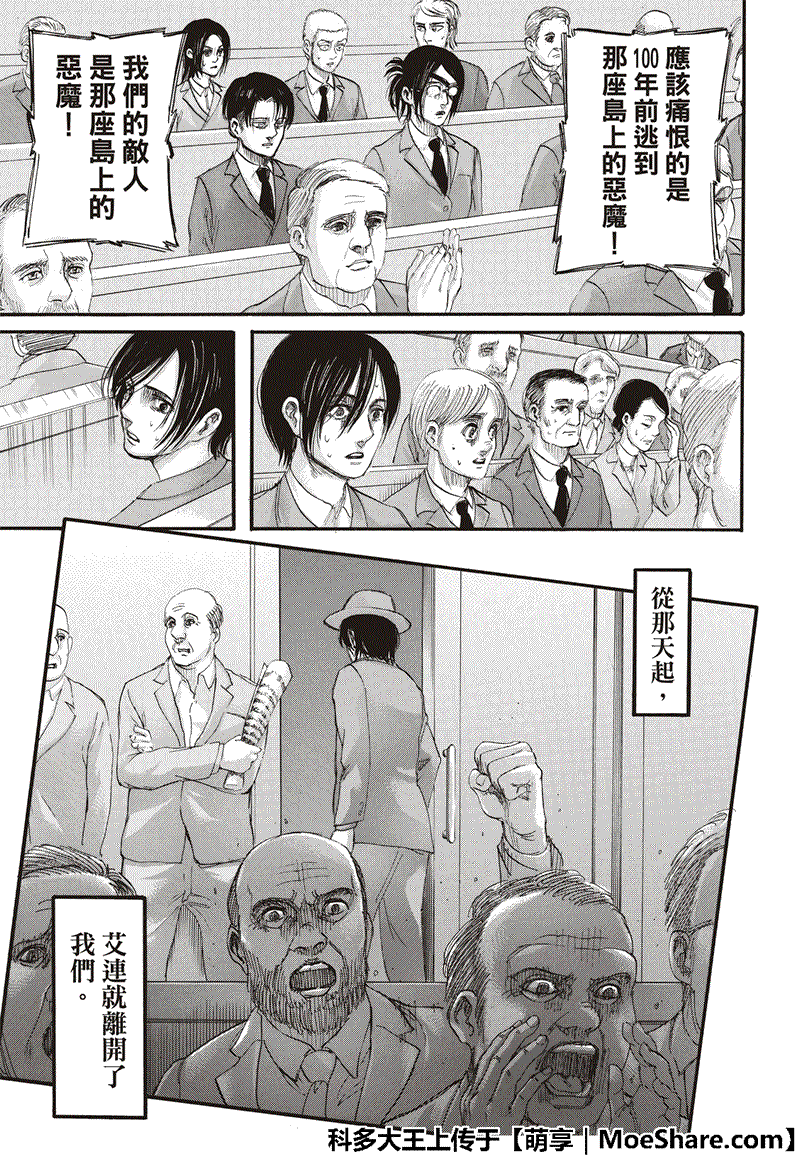 應該痛恨的是
100年前逃到
那座島上的惡魔！
我們的敵人
是那座島上的
惡魔！
從那天起，
艾連就離開了
我們。
科多大王上传于【萌享｜MoeShare.com】